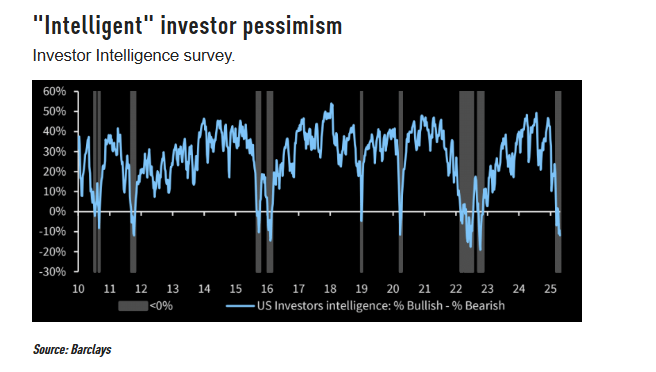 "Intelligent" investor pessimism
Investor Intelligence survey.
60%
50%
40%
30%
20%
10%
0%
-10%
-20%
-30%
10 11 12 13 14 15 16 17 18 19 20 21 22 23 24 25
<0% US Investors intelligence: % Bullish - % Bearish
Source: Barclays